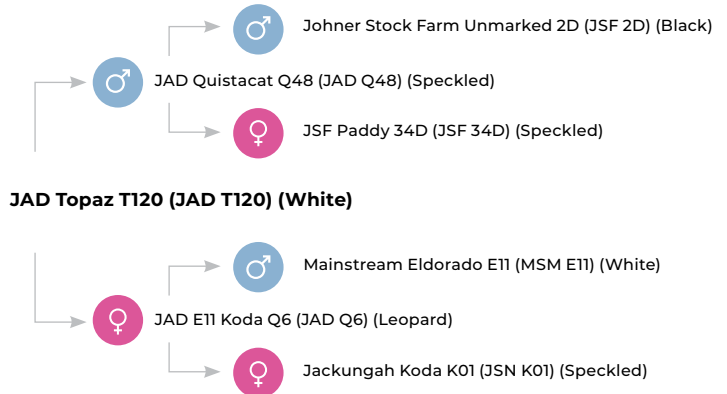 Johner Stock Farm Unmarked 2D (JSF 2D) (Black)
JAD Quistacat Q48 (JAD Q48) (Speckled)
JSF Paddy 34D (JSF 34D) (Speckled)
JAD Topaz T120 (JAD T120) (White)
Mainstream Eldorado E11 (MSM E11) (White)
JAD E11 Koda Q6 (JAD Q6) (Leopard)
Jackungah Koda K01 (JSN K01) (Speckled)